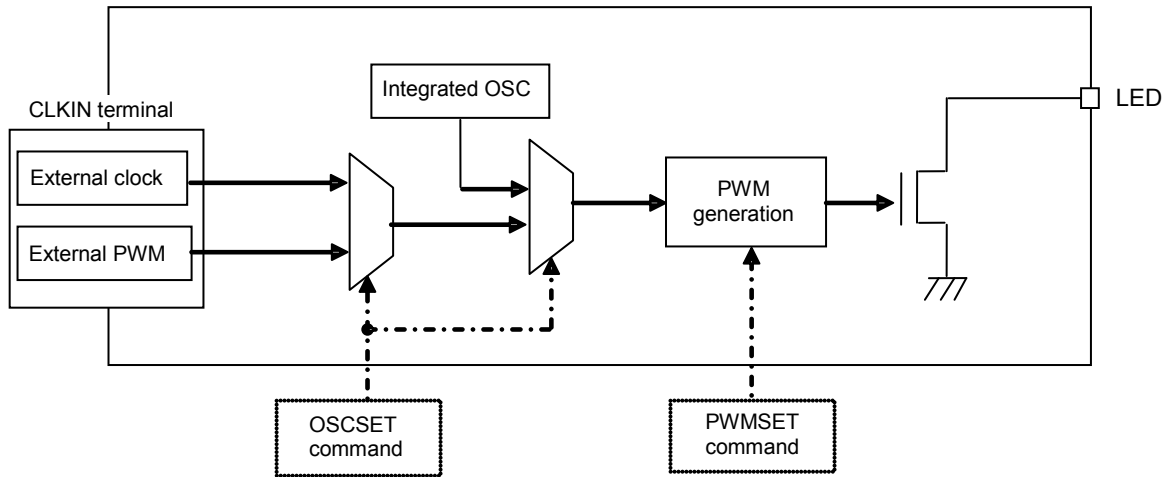 Integrated OSC
LED
CLKIN terminal
External clock
External PWM
PWM
generation
OSCSET
command
PWMSET
command